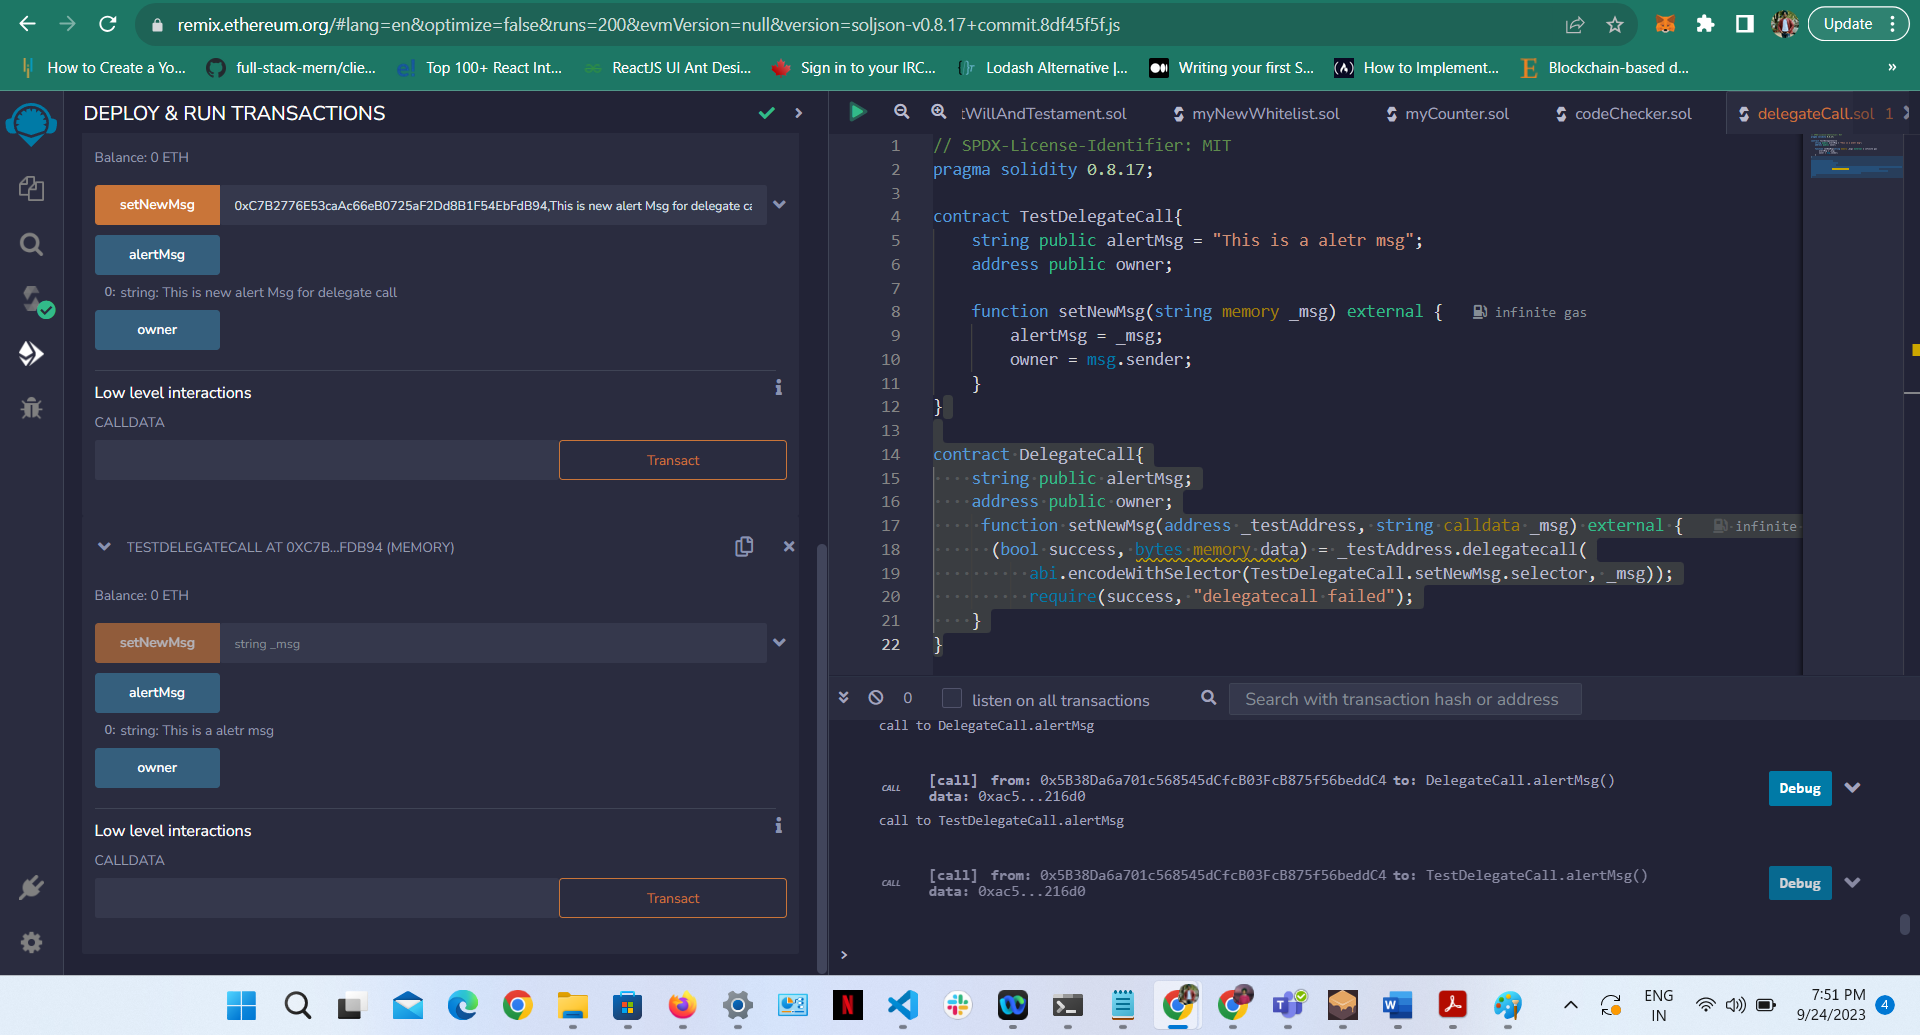 remix.ethereum.org/#lang=en&optimize=false&runs=200&evmVersion=null&version=soljson-v0.8.17+commit.8df45f5f.js
Update
How to Create a Yo...
full-stack-mern/clie...
Top 100+ React Int...
ReactJS UI Ant Desi...
Sign in to your IRC...
Lodash Alternative |...
Writing your first S...
How to Implement...
Blockchain-based d...
»
DEPLOY & RUN TRANSACTIONS
tWillAndTestament.sol
myNewWhitelist.sol
myCounter.sol
codeChecker.sol
delegateCall.sol 1
Balance: 0 ETH
setNewMsg 0xC7B2776E53caAc66eB0725aF2Dd8B1F54EbFdB94,This is new alert Msg for delegate ca
alertMsg
0: string: This is new alert Msg for delegate call
owner
Low level interactions
CALLDATA
Transact
TESTDELEGATECALL AT 0XC7B...FDB94 (MEMORY)
Balance: 0 ETH
setNewMsg string _msg
alertMsg
0: string: This is a aletr msg
owner
Low level interactions
CALLDATA
Transact
1 // SPDX-License-Identifier: MIT
2 pragma solidity 0.8.17;
3
4 contract TestDelegateCall{
5 string public alertMsg = "This is a aletr msg";
6 address public owner;
7
8 function setNewMsg(string memory _msg) external { infinite gas
9 alertMsg = _msg;
10 owner = msg.sender;
11 }
12 }
13
14 contract DelegateCall{
15 string public alertMsg;
16 address public owner;
17 function setNewMsg(address _testAddress, string calldata _msg) external { infinite
18 (bool success, bytes memory data) = _testAddress.delegatecall(
19 abi.encodeWithSelector(TestDelegateCall.setNewMsg.selector, _msg));
20 require(success, "delegatecall failed");
21 }
22 }
0 listen on all transactions Search with transaction hash or address
call to DelegateCall.alertMsg
CALL [call] from: 0x5B38Da6a701c568545dCfcB03FcB875f56beddC4 to: DelegateCall.alertMsg()
data: 0xac5...216d0
Debug
call to TestDelegateCall.alertMsg
CALL [call] from: 0x5B38Da6a701c568545dCfcB03FcB875f56beddC4 to: TestDelegateCall.alertMsg()
data: 0xac5...216d0
Debug
>
ENG
IN
7:51 PM
9/24/2023
4